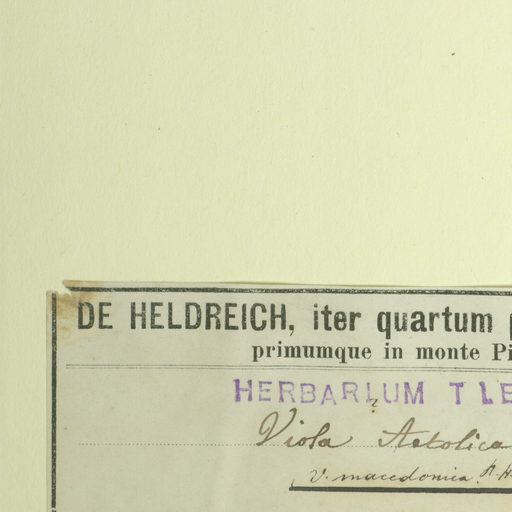 DE HELDREICH, iter quartum
primumque in monte Pi
HERBARIUM T LE
?
Viola Aetolica
v. macedonica